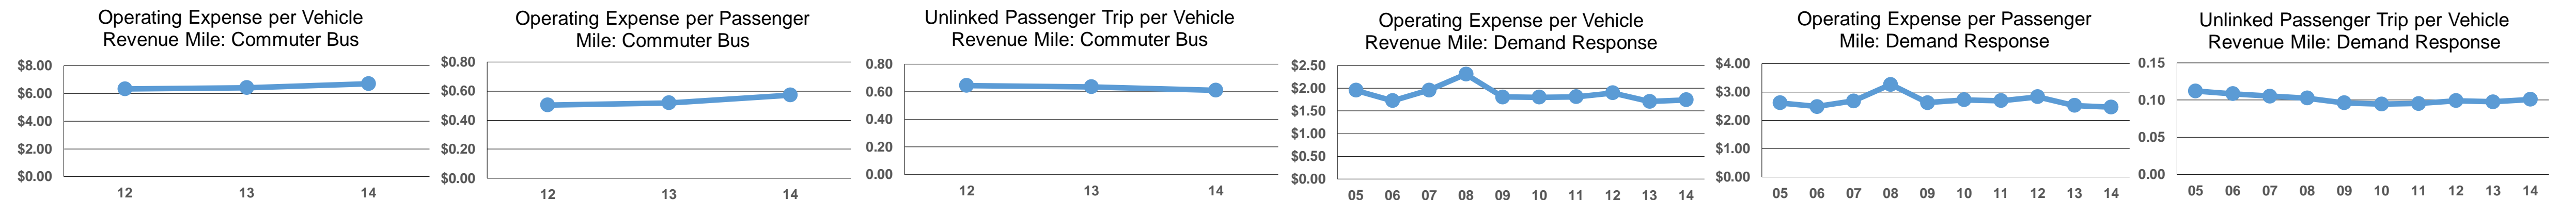 Operating Expense per Vehicle
Revenue Mile: Commuter Bus
$8.00
$6.00
$4.00
$2.00
$0.00
12 13 14
Operating Expense per Passenger
Mile: Commuter Bus
$0.80
$0.60
$0.40
$0.20
$0.00
12 13 14
Unlinked Passenger Trip per Vehicle
Revenue Mile: Commuter Bus
0.80
0.60
0.40
0.20
0.00
12 13 14
Operating Expense per Vehicle
Revenue Mile: Demand Response
$2.50
$2.00
$1.50
$1.00
$0.50
$0.00
05 06 07 08 09 10 11 12 13 14
Operating Expense per Passenger
Mile: Demand Response
$4.00
$3.00
$2.00
$1.00
$0.00
05 06 07 08 09 10 11 12 13 14
Unlinked Passenger Trip per Vehicle
Revenue Mile: Demand Response
0.15
0.10
0.05
0.00
05 06 07 08 09 10 11 12 13 14